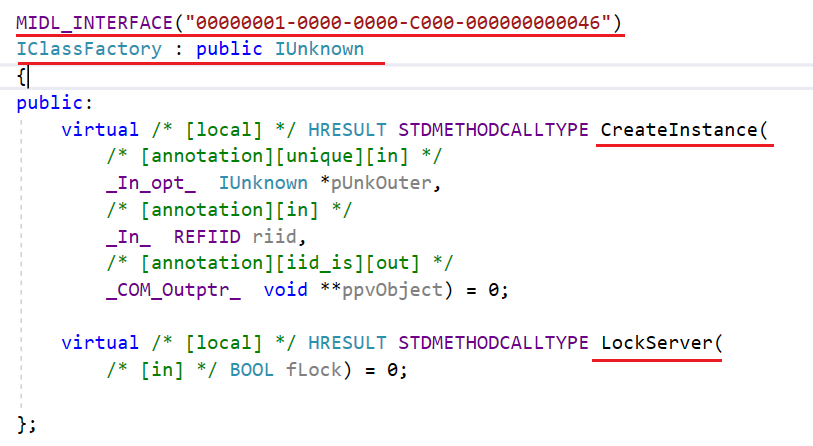 MIDL_INTERFACE("00000001-0000-0000-C000-000000000046")
IClassFactory : public IUnknown
{
public:
    virtual /* [local] */ HRESULT STDMETHODCALLTYPE CreateInstance(
        /* [annotation][unique][in] */
        _In_opt_  IUnknown *pUnkOuter,
        /* [annotation][in] */
        _In_  REFIID riid,
        /* [annotation][iid_is][out] */
        _COM_Outptr_  void **ppvObject) = 0;
    virtual /* [local] */ HRESULT STDMETHODCALLTYPE LockServer(
        /* [in] */ BOOL fLock) = 0;
};